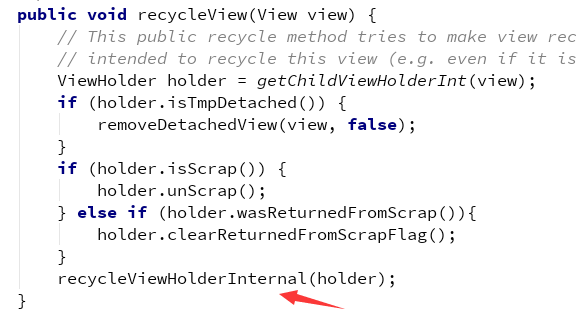 public void recycleView(View view) {
// This public recycle method tries to make view rec
// intended to recycle this view (e.g. even if it is
ViewHolder holder = getChildViewHolderInt(view);
if (holder.isTmpDetached()) {
removeDetachedView(view, false);
}
if (holder.isScrap()) {
holder.unScrap();
} else if (holder.wasReturnedFromScrap()){
holder.clearReturnedFromScrapFlag();
}
recycleViewHolderInternal(holder);
}